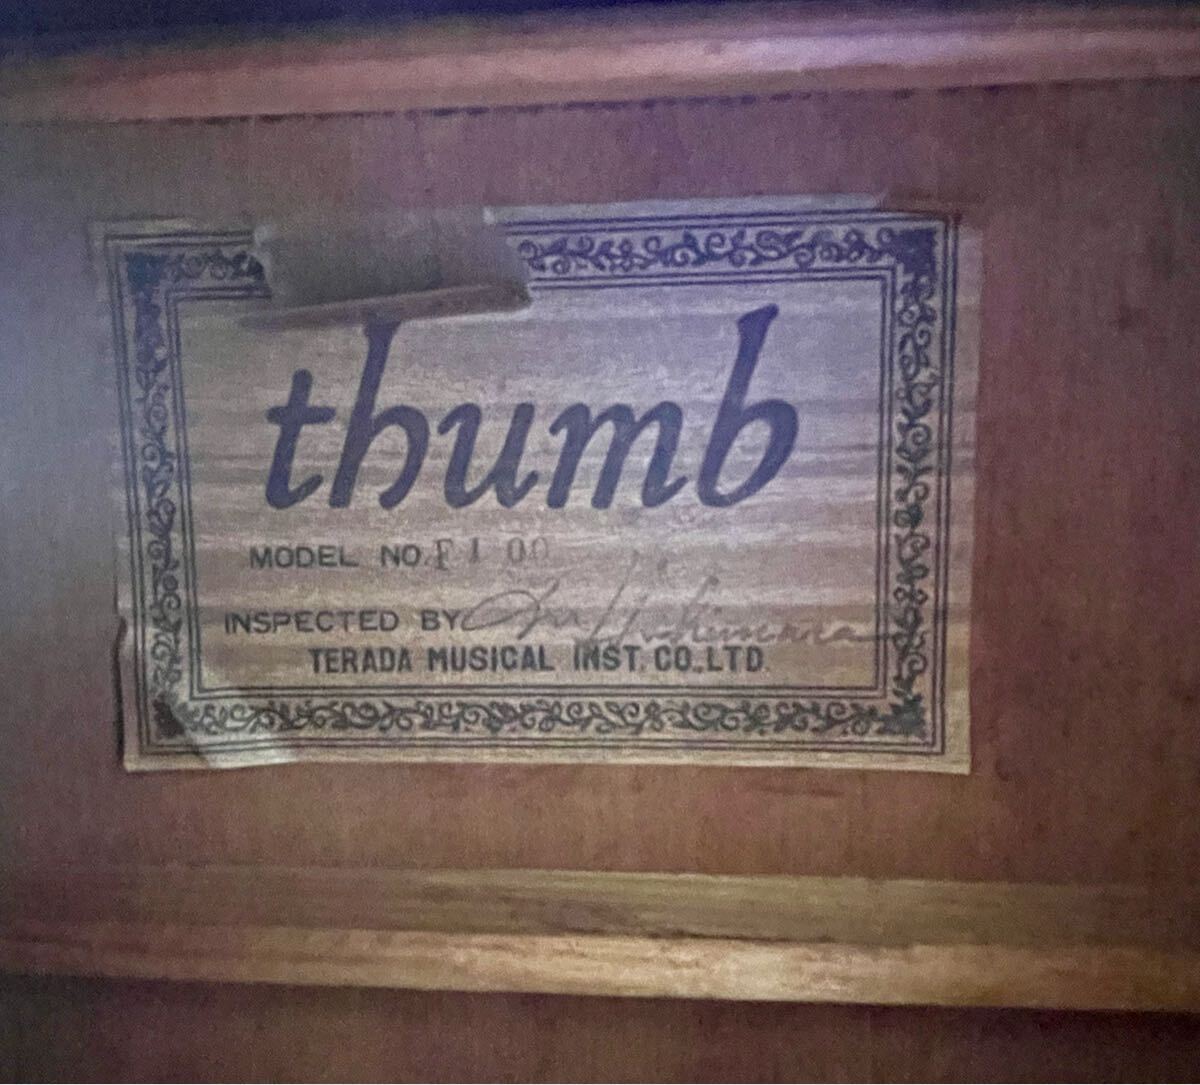 thumb
MODEL NO. F100
INSPECTED BY
TERADA MUSICAL INST. CO., LTD.